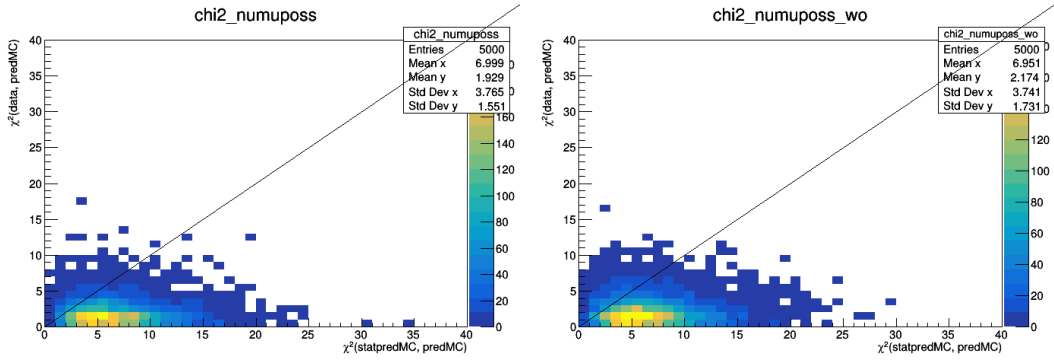 chi2_numuposs
χ²(data, predMC)
40
35
30
25
20
15
10
5
0
chi2_numuposs
Entries 5000
Mean x 6.999
Mean y 1.929
Std Dev x 3.765
Std Dev y 1.551
160
140
120
100
80
60
40
20
0
0 5 10 15 20 25 30 35 40
χ²(statpredMC, predMC)
chi2_numuposs_wo
χ²(data, predMC)
40
35
30
25
20
15
10
5
0
chi2_numuposs_wo
Entries 5000
Mean x 6.951
Mean y 2.174
Std Dev x 3.741
Std Dev y 1.731
140
120
100
80
60
40
20
0
0 5 10 15 20 25 30 35 40
χ²(statpredMC, predMC)